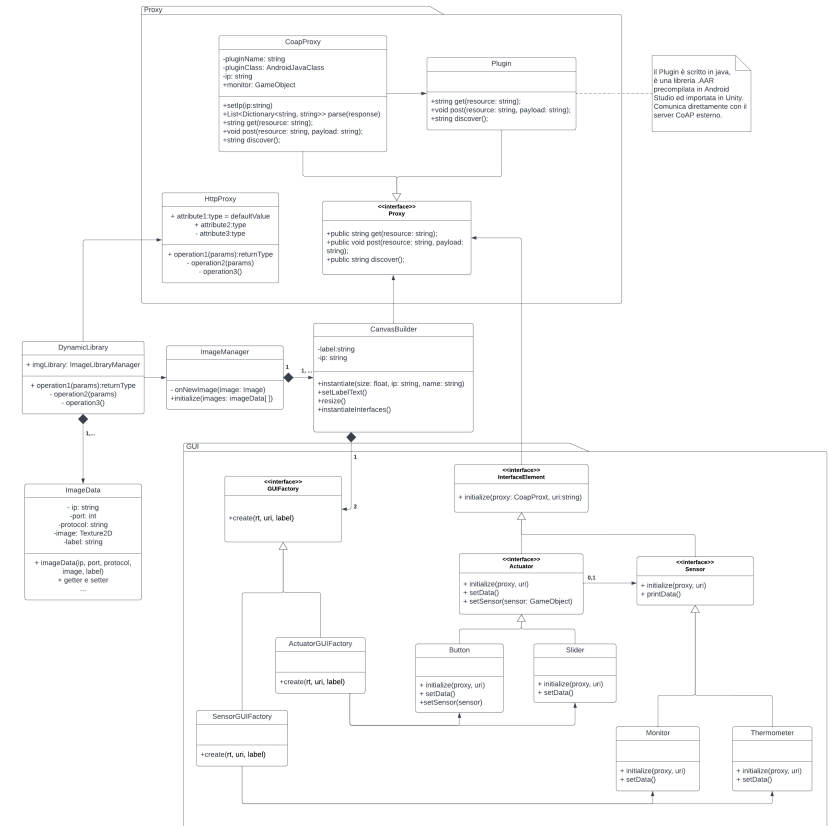 Proxy
CoapProxy
-pluginName: string
-pluginClass: AndroidJavaClass
-ip: string
+monitor: GameObject
+setIp(ip:string)
+List<Dictionary<string, string>> parse(response)
+string get(resource: string);
+void post(resource: string, payload: string);
+string discover();
Plugin
+string get(resource: string);
+void post(resource: string, payload: string);
+string discover();
il Plugin è scritto in java,
è una libreria .AAR
precompilata in Android
Studio ed importata in Unity.
Comunica direttamente con il
server CoAP esterno.
HttpProxy
+ attribute1:type = defaultValue
+ attribute2:type
- attribute3:type
+ operation1(params):returnType
- operation2(params)
- operation3()
<<interface>>
Proxy
+public string get(resource: string);
+public void post(resource: string, payload:
string);
+public string discover();
DynamicLibrary
+ imgLibrary: ImageLibraryManager
+ operation1(params):returnType
- operation2(params)
- operation3()
1,...
ImageManager
- onNewImage(image: Image)
+initialize(images: imageData[ ])
1
1, ...
CanvasBuilder
-label:string
-ip: string
+instantiate(size: float, ip: string, name: string)
+setLabelText()
+resize()
+instantiateInterfaces()
1
2
ImageData
- ip: string
-port: int
-protocol: string
-image: Texture2D
-label: string
+ imageData(ip, port, protocol,
image, label)
+ getter e setter
...
GUI
<<interface>>
GUIFactory
+create(rt, uri, label)
<<interface>>
InterfaceElement
+ initialize(proxy: CoapProxt, uri:string)
<<interface>>
Actuator
+ initialize(proxy, uri)
+ setData()
+ setSensor(sensor: GameObject)
0,1
<<interface>>
Sensor
+ initialize(proxy, uri)
+ printData()
ActuatorGUIFactory
+create(rt, uri, label)
Button
+ initialize(proxy, uri)
+ setData()
+setSensor(sensor)
Slider
+ initialize(proxy, uri)
+ setData()
SensorGUIFactory
+create(rt, uri, label)
Monitor
+ initialize(proxy, uri)
+ setData()
Thermometer
+ initialize(proxy, uri)
+ setData()